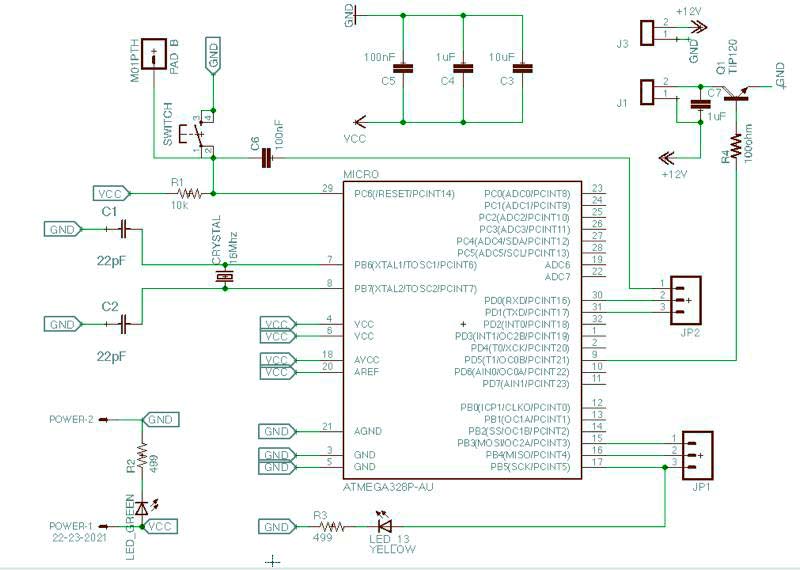 GND
M01PTH
PAD_B
GND
SWITCH
3
4
1
2
C6
100nF
100nF
C5
1uF
C4
10uF
C3
VCC
+12V
2
1
J3
GND
Q1
TIP120
GND
2
1
J1
C7
1uF
R4
100ohm
+12V
MICRO
VCC
R1
10k
29 PC6(/RESET/PCINT14)
PC0(ADC0/PCINT8) 23
PC1(ADC1/PCINT9) 24
PC2(ADC2/PCINT10) 25
PC3(ADC3/PCINT11) 26
PC4(ADC4/SDA/PCINT12) 27
PC5(ADC5/SCL/PCINT13) 28
ADC6 19
ADC7 22
GND
C1
22pF
CRYSTAL
16Mhz
7 PB6(XTAL1/TOSC1/PCINT6)
8 PB7(XTAL2/TOSC2/PCINT7)
GND
C2
22pF
VCC 4 VCC
VCC 6 VCC
VCC 18 AVCC
VCC 20 AREF
PD0(RXD/PCINT16) 30
PD1(TXD/PCINT17) 31
PD2(INT0/PCINT18) 32
PD3(INT1/OC2B/PCINT19) 1
PD4(T0/XCK/PCINT20) 2
PD5(T1/OC0B/PCINT21) 9
PD6(AIN0/OC0A/PCINT22) 10
PD7(AIN1/PCINT23) 11
1
2
3
JP2
PB0(ICP1/CLKO/PCINT0) 12
PB1(OC1A/PCINT1) 13
PB2(SS/OC1B/PCINT2) 14
PB3(MOSI/OC2A/PCINT3) 15
PB4(MISO/PCINT4) 16
PB5(SCK/PCINT5) 17
1
2
3
JP1
GND 21 AGND
GND 3 GND
GND 5 GND
ATMEGA328P-AU
POWER-2
GND
R2
499
LED_GREEN
POWER-1
VCC
22-23-2021
GND
R3
499
LED_13
YELLOW